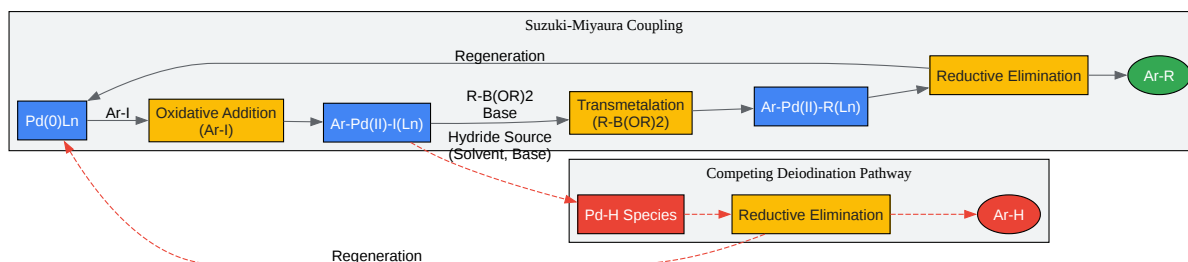 Suzuki-Miyaura Coupling
Regeneration
Pd(0)Ln
Ar-I
Oxidative Addition
(Ar-I)
Ar-Pd(II)-I(Ln)
R-B(OR)2
Base
Transmetalation
(R-B(OR)2)
Ar-Pd(II)-R(Ln)
Reductive Elimination
Ar-R
Hydride Source
(Solvent, Base)
Competing Deiodination Pathway
Pd-H Species
Reductive Elimination
Ar-H
Regeneration